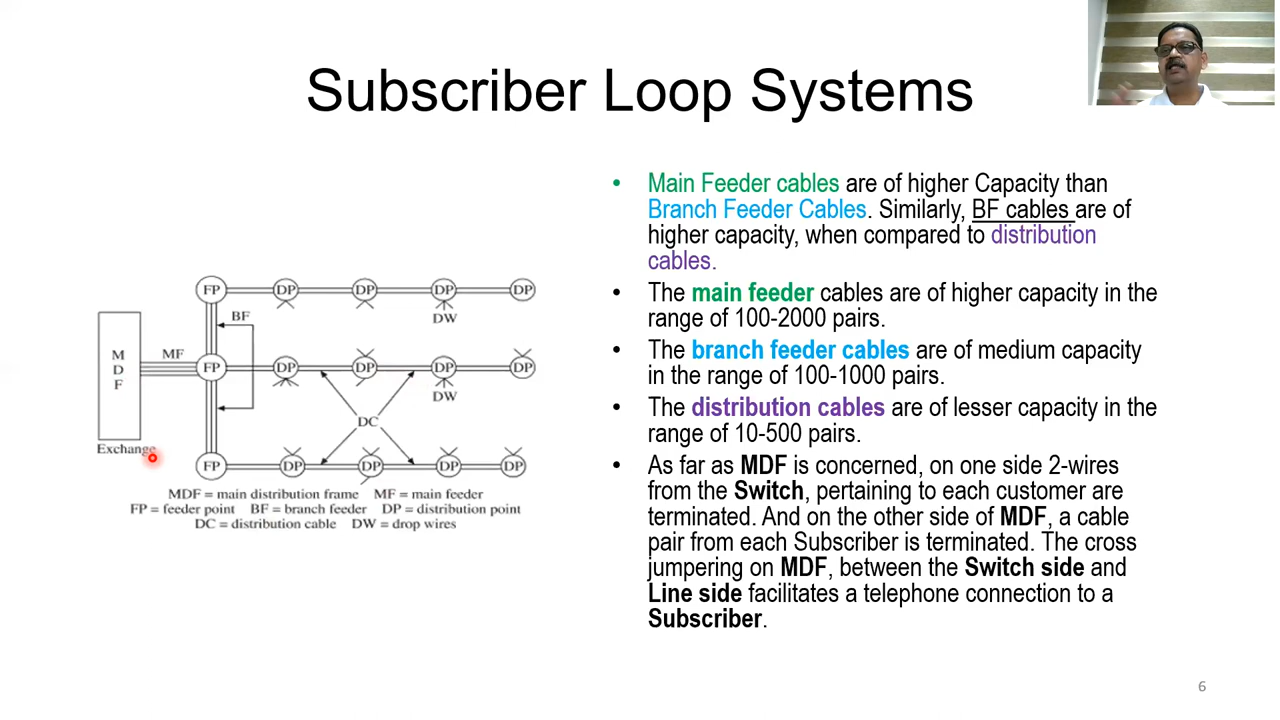 Subscriber Loop Systems
• Main Feeder cables are of higher Capacity than
Branch Feeder Cables. Similarly, BF cables are of
higher capacity, when compared to distribution
cables.
• The main feeder cables are of higher capacity in the
range of 100-2000 pairs.
• The branch feeder cables are of medium capacity
in the range of 100-1000 pairs.
• The distribution cables are of lesser capacity in the
range of 10-500 pairs.
• As far as MDF is concerned, on one side 2-wires
from the Switch, pertaining to each customer are
terminated. And on the other side of MDF, a cable
pair from each Subscriber is terminated. The cross
jumpering on MDF, between the Switch side and
Line side facilitates a telephone connection to a
Subscriber.
FP DP DP DP DP
BF DW
M
D
F
MF
FP DP DP DP DP
DW
DC
Exchange
FP DP DP DP DP
MDF = main distribution frame MF = main feeder
FP = feeder point BF = branch feeder DP = distribution point
DC = distribution cable DW = drop wires
6